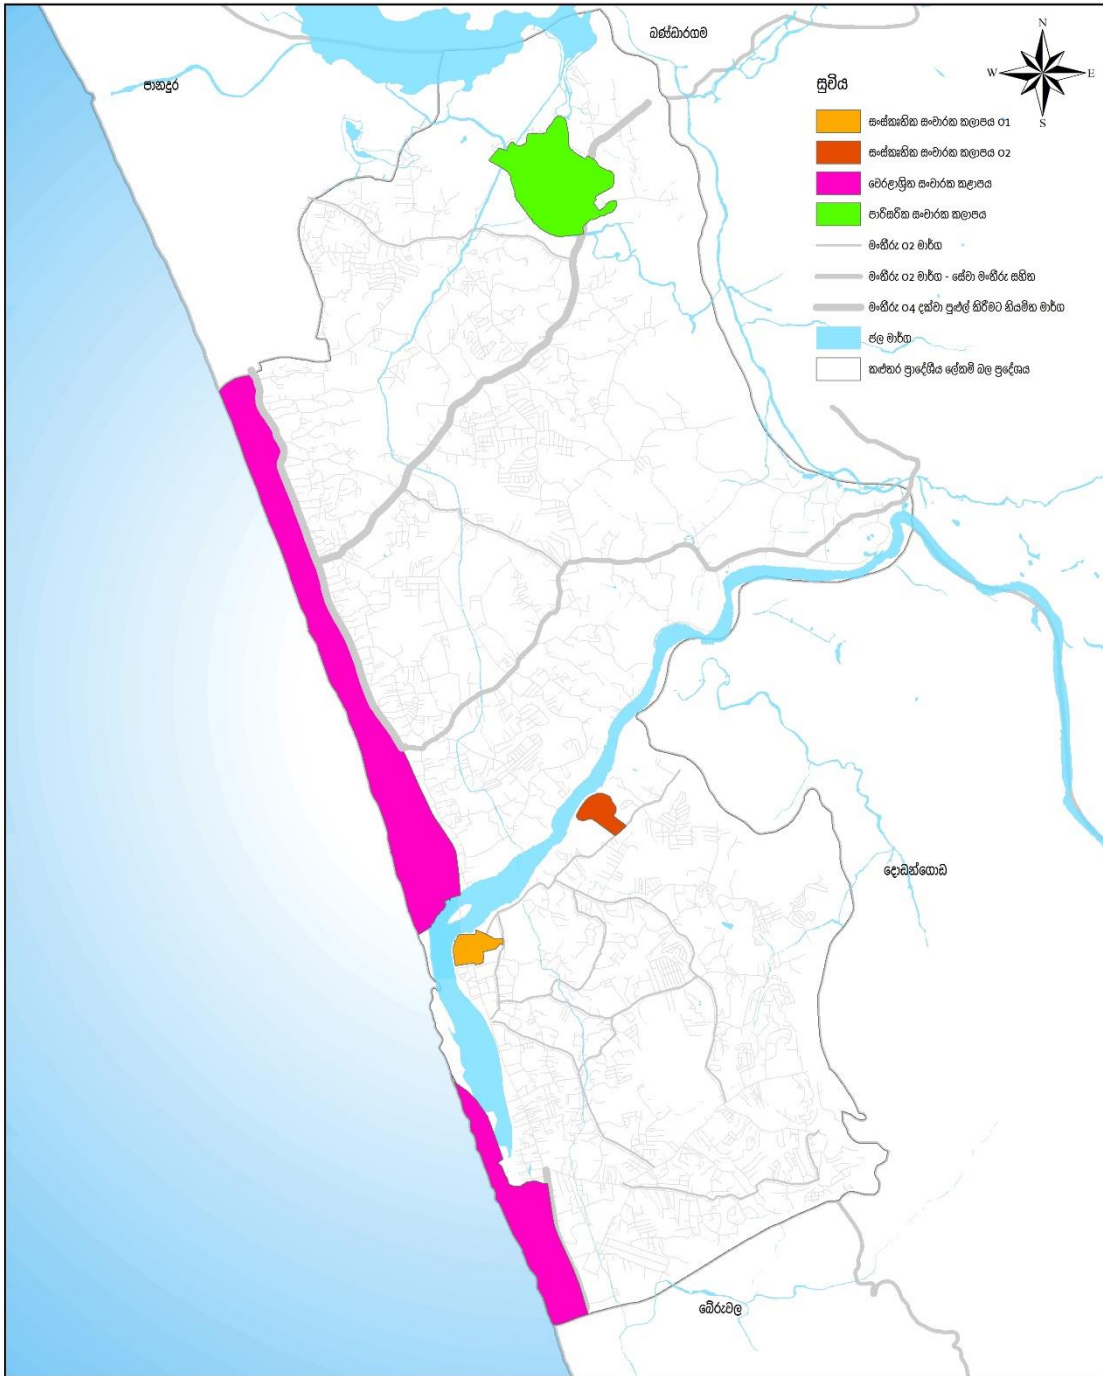 බණ්ඩාරගම
පානදුර
N
W
E
S
සූචිය
සංස්කෘතික සංචාරක කලාපය 01
සංස්කෘතික සංචාරක කලාපය 02
වෙරළාශ්‍රිත සංචාරක කළාපය
පාරිසරික සංචාරක කලාපය
මංතීරු 02 මාර්ග
මංතීරු 02 මාර්ග - සේවා මංතීරු සහිත
මංතීරු 04 දක්වා පුළුල් කිරීමට නියමිත මාර්ග
ජල මාර්ග
කළුතර ප්‍රාදේශීය ලේකම් බල ප්‍රදේශය
දොඩන්ගොඩ
බේරුවල